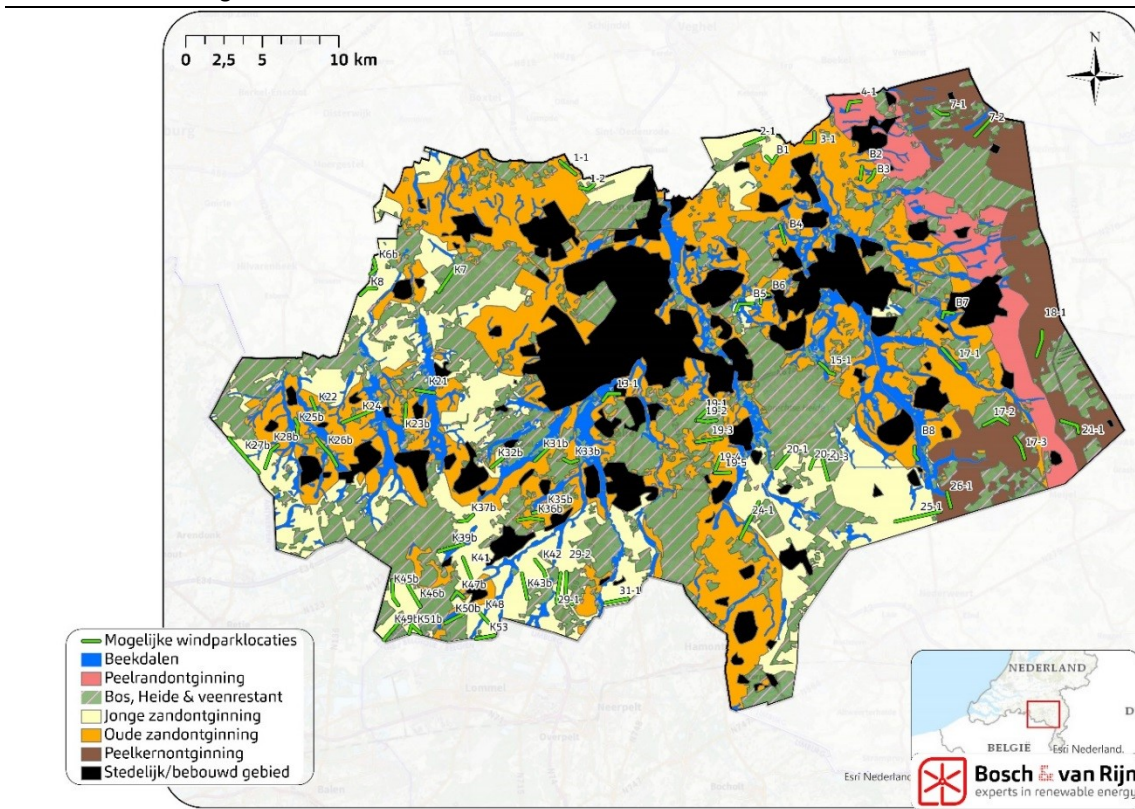 0 2,5 5 10 km
N
4-1
7-1
7-2
2-1
3-1
B1
B2
B3
1-1
1-2
B4
K6b
K7
K8
B5
B6
B7
18-1
15-1
17-1
K21
13-1
K22
K24
K25b
K23b
19-1
19-2
19-3
17-2
21-1
K28b
K26b
K27b
B8
17-3
K31b
K32b
K33b
19-4
19-5
20-1
20-2
26-1
K35b
K36b
25-1
K37b
24-1
K39b
K41
K42
29-2
K45b
K47b
K43b
K46b
29-1
31-1
K50b
K48
K51b
K53
Mogelijke windparklocaties
Beekdalen
Peelrandontginning
Bos, Heide & veenrestant
Jonge zandontginning
Oude zandontginning
Peelkernontginning
Stedelijk/bebouwd gebied
Lommel
Neerpelt
Overpelt
NEDERLAND
D
BELGIË
Esri Nederland.
Esri Nederland
Bosch & van Rijn
experts in renewable energy